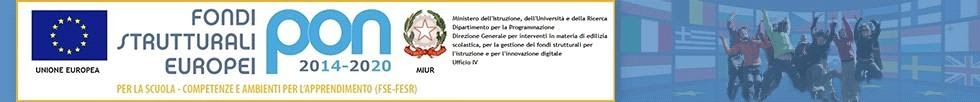 UNIONE EUROPEA
FONDI
STRUTTURALI
EUROPEI
pon
2014-2020
MIUR
Ministero dell'Istruzione, dell'Università e della Ricerca
Dipartimento per la Programmazione
Direzione Generale per interventi in materia di edilizia
scolastica, per la gestione dei fondi strutturali per
l'istruzione e per l'innovazione digitale
Ufficio IV
PER LA SCUOLA - COMPETENZE E AMBIENTI PER L'APPRENDIMENTO (FSE-FESR)